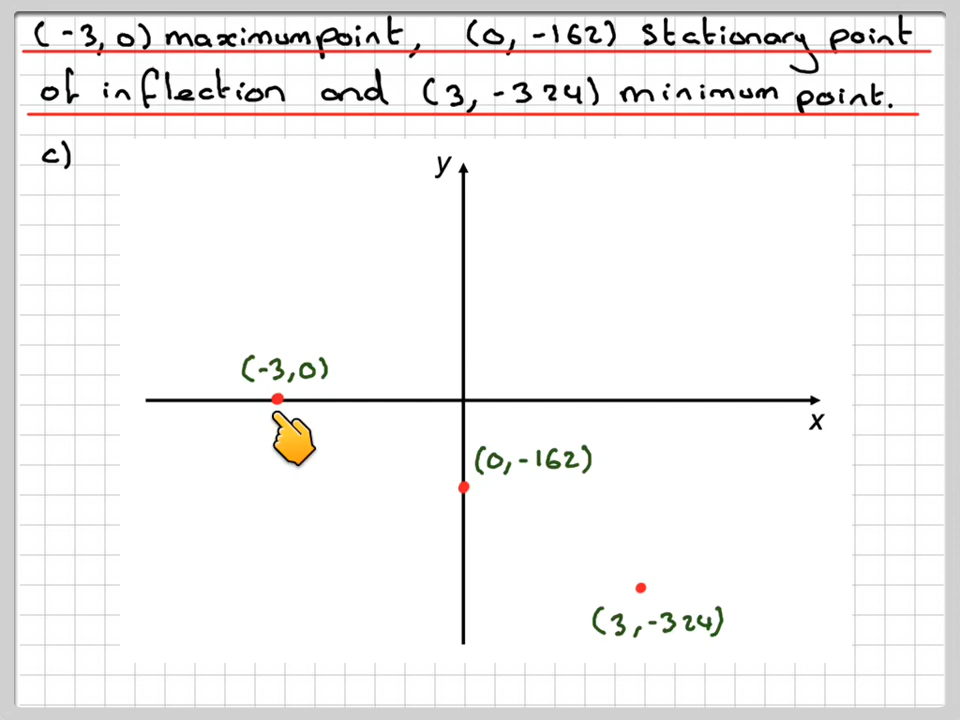 (-3, 0) maximum point, (0, -162) stationary point
of inflection and (3, -324) minimum point.
c)
y
(-3, 0)
x
(0, -162)
(3, -324)